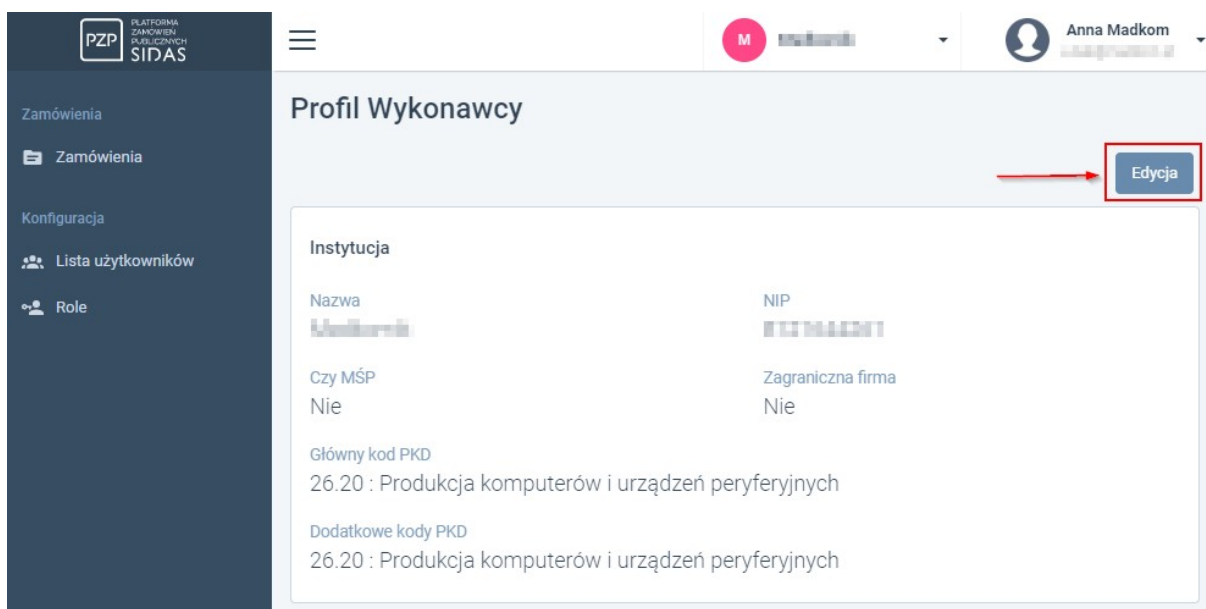 PZP
PLATFORMA
ZAMÓWIEŃ
PUBLICZNYCH
SIDAS
M
Anna Madkom
Zamówienia
Zamówienia
Konfiguracja
Lista użytkowników
Role
Profil Wykonawcy
Edycja
Instytucja
Nazwa
NIP
Czy MŚP
Zagraniczna firma
Nie
Nie
Główny kod PKD
26.20 : Produkcja komputerów i urządzeń peryferyjnych
Dodatkowe kody PKD
26.20 : Produkcja komputerów i urządzeń peryferyjnych